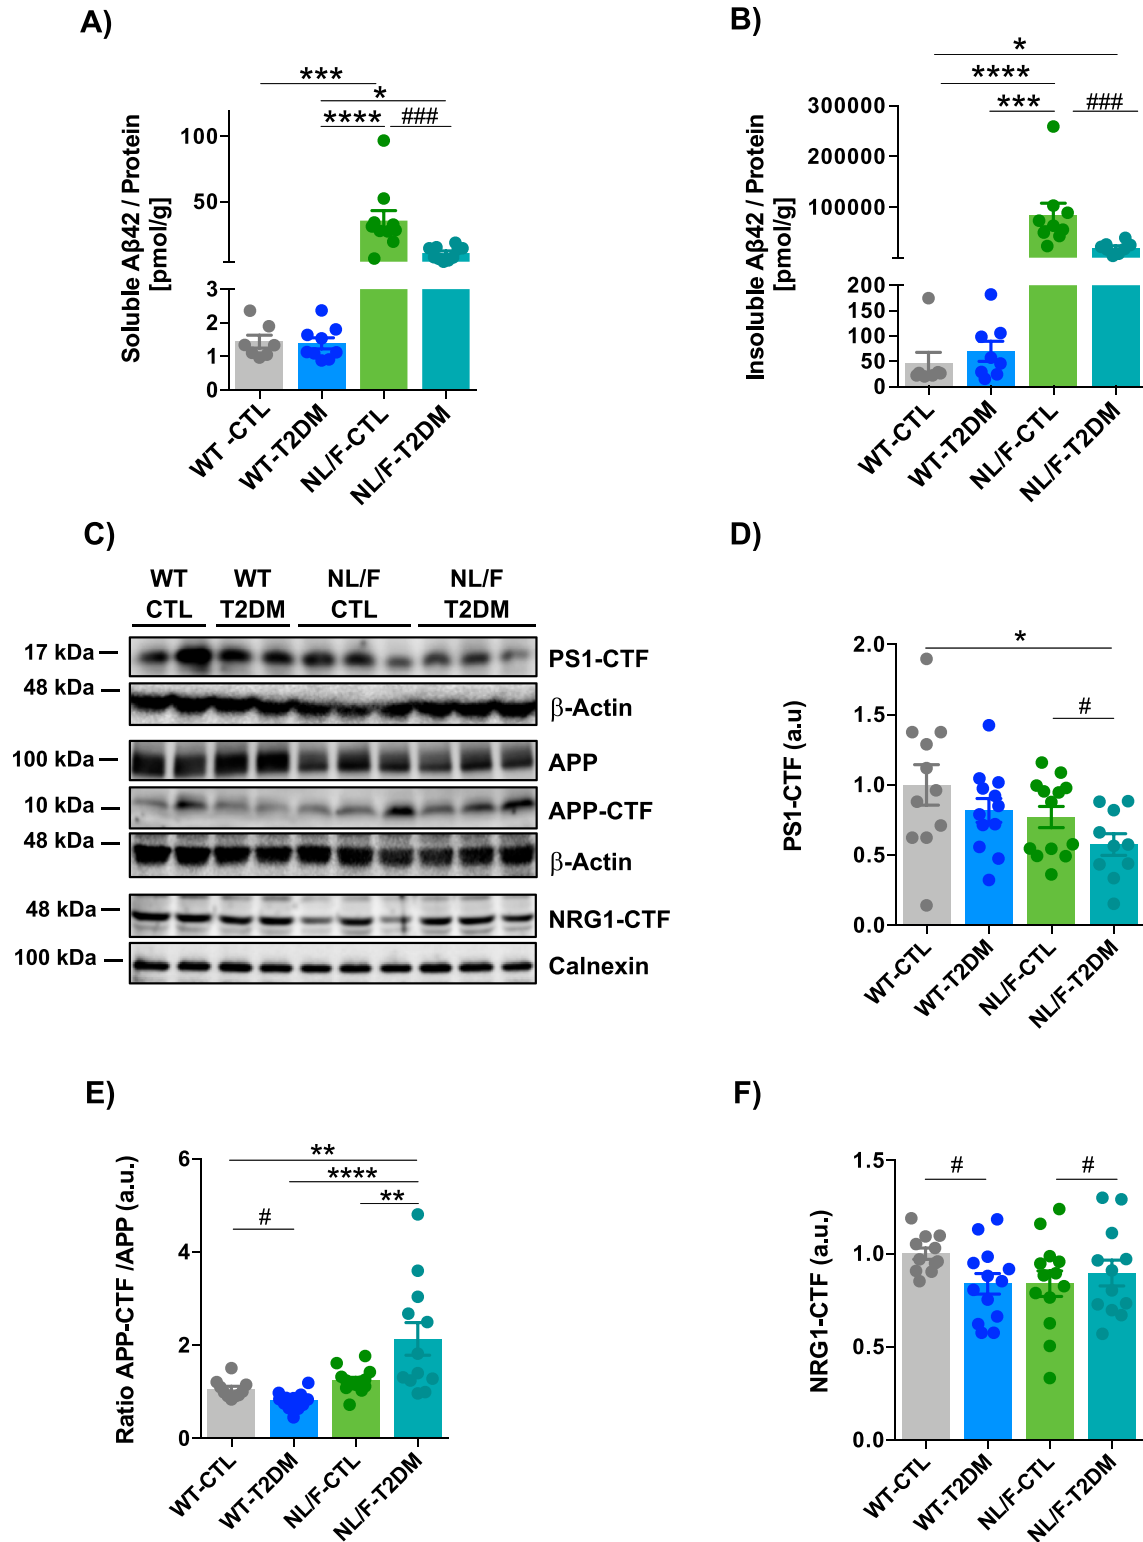 A)
***
*
****
###
Soluble Aβ42 / Protein
[pmol/g]
100
50
3
2
1
0
WT -CTL
WT-T2DM
NL/F-CTL
NL/F-T2DM
B)
*
****
***
###
Insoluble Aβ42 / Protein
[pmol/g]
300000
200000
100000
200
150
100
50
0
WT-CTL
WT-T2DM
NL/F-CTL
NL/F-T2DM
C)
WT
CTL
WT
T2DM
NL/F
CTL
NL/F
T2DM
17 kDa
PS1-CTF
48 kDa
β-Actin
100 kDa
APP
10 kDa
APP-CTF
48 kDa
β-Actin
48 kDa
NRG1-CTF
100 kDa
Calnexin
D)
*
#
PS1-CTF (a.u)
2.0
1.5
1.0
0.5
0.0
WT-CTL
WT-T2DM
NL/F-CTL
NL/F-T2DM
E)
**
****
**
#
Ratio APP-CTF /APP (a.u.)
6
4
2
0
WT-CTL
WT-T2DM
NL/F-CTL
NL/F-T2DM
F)
#
#
NRG1-CTF (a.u.)
1.5
1.0
0.5
0.0
WT-CTL
WT-T2DM
NL/F-CTL
NL/F-T2DM